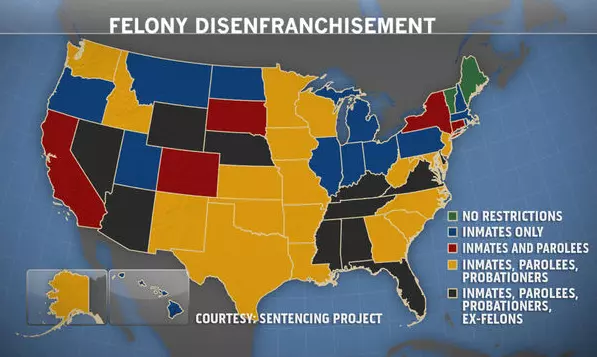 FELONY DISENFRANCHISEMENT
NO RESTRICTIONS
INMATES ONLY
INMATES AND PAROLEES
INMATES, PAROLEES,
PROBATIONERS
INMATES, PAROLEES,
PROBATIONERS,
EX-FELONS
COURTESY: SENTENCING PROJECT